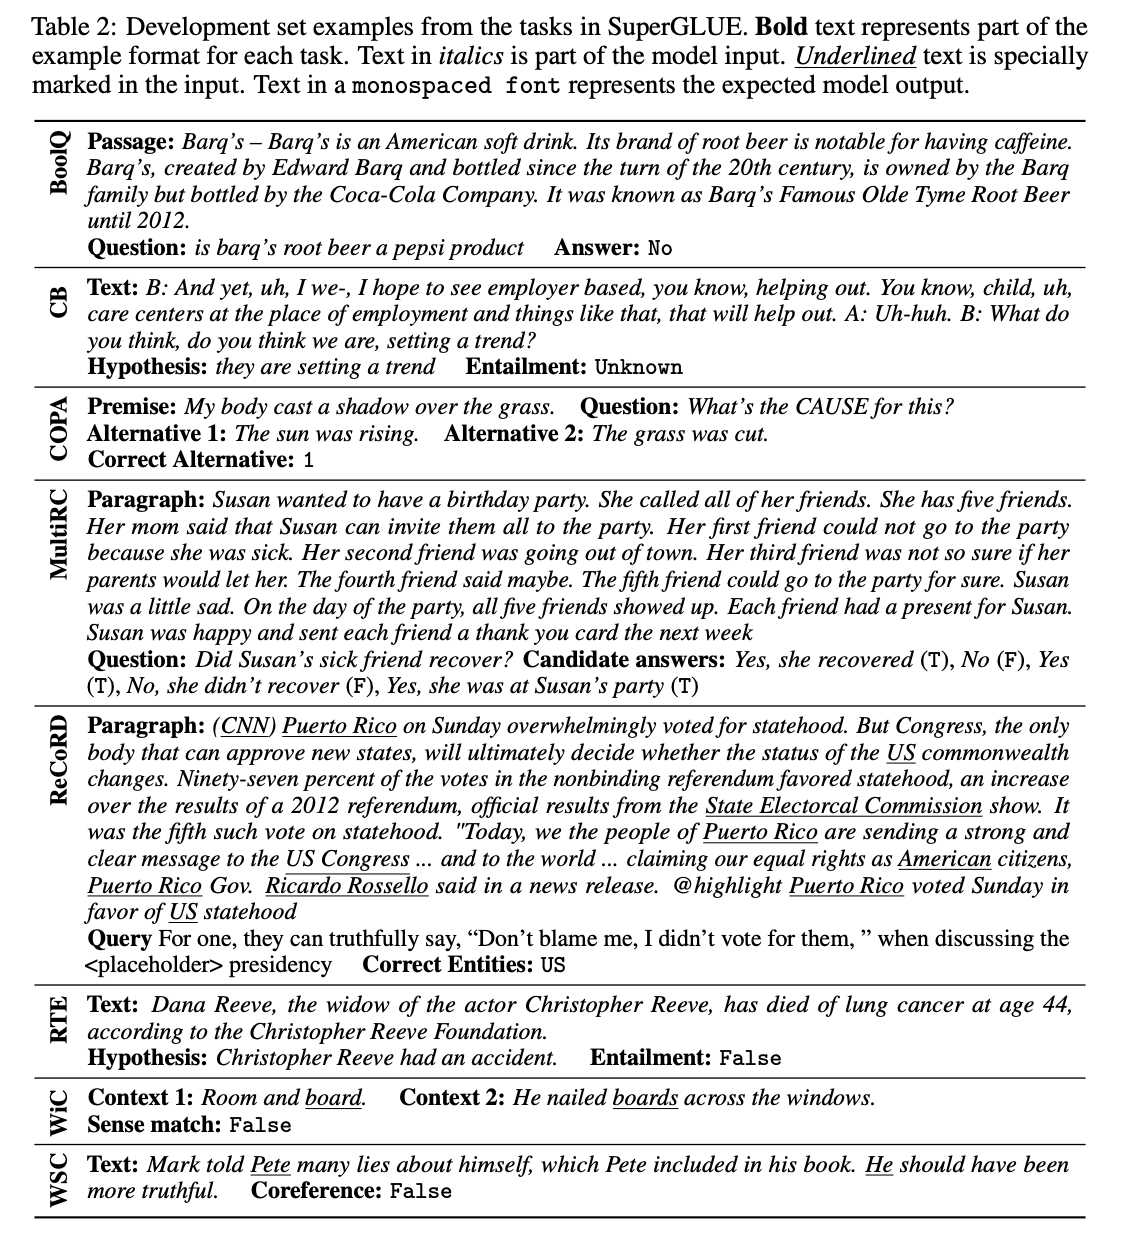 Table 2: Development set examples from the tasks in SuperGLUE. Bold text represents part of the
example format for each task. Text in italics is part of the model input. Underlined text is specially
marked in the input. Text in a monospaced font represents the expected model output.
BoolQ
Passage: Barq's – Barq's is an American soft drink. Its brand of root beer is notable for having caffeine.
Barq's, created by Edward Barq and bottled since the turn of the 20th century, is owned by the Barq
family but bottled by the Coca-Cola Company. It was known as Barq's Famous Olde Tyme Root Beer
until 2012.
Question: is barq's root beer a pepsi product Answer: No
CB
Text: B: And yet, uh, I we-, I hope to see employer based, you know, helping out. You know, child, uh,
care centers at the place of employment and things like that, that will help out. A: Uh-huh. B: What do
you think, do you think we are, setting a trend?
Hypothesis: they are setting a trend Entailment: Unknown
COPA
Premise: My body cast a shadow over the grass. Question: What's the CAUSE for this?
Alternative 1: The sun was rising. Alternative 2: The grass was cut.
Correct Alternative: 1
MultiRC
Paragraph: Susan wanted to have a birthday party. She called all of her friends. She has five friends.
Her mom said that Susan can invite them all to the party. Her first friend could not go to the party
because she was sick. Her second friend was going out of town. Her third friend was not so sure if her
parents would let her. The fourth friend said maybe. The fifth friend could go to the party for sure. Susan
was a little sad. On the day of the party, all five friends showed up. Each friend had a present for Susan.
Susan was happy and sent each friend a thank you card the next week
Question: Did Susan's sick friend recover? Candidate answers: Yes, she recovered (T), No (F), Yes
(T), No, she didn't recover (F), Yes, she was at Susan's party (T)
ReCoRD
Paragraph: (CNN) Puerto Rico on Sunday overwhelmingly voted for statehood. But Congress, the only
body that can approve new states, will ultimately decide whether the status of the US commonwealth
changes. Ninety-seven percent of the votes in the nonbinding referendum favored statehood, an increase
over the results of a 2012 referendum, official results from the State Electorcal Commission show. It
was the fifth such vote on statehood. "Today, we the people of Puerto Rico are sending a strong and
clear message to the US Congress ... and to the world ... claiming our equal rights as American citizens,
Puerto Rico Gov. Ricardo Rossello said in a news release. @highlight Puerto Rico voted Sunday in
favor of US statehood
Query For one, they can truthfully say, “Don't blame me, I didn't vote for them, ” when discussing the
<placeholder> presidency Correct Entities: US
RTE
Text: Dana Reeve, the widow of the actor Christopher Reeve, has died of lung cancer at age 44,
according to the Christopher Reeve Foundation.
Hypothesis: Christopher Reeve had an accident. Entailment: False
WiC
Context 1: Room and board. Context 2: He nailed boards across the windows.
Sense match: False
WSC
Text: Mark told Pete many lies about himself, which Pete included in his book. He should have been
more truthful. Coreference: False